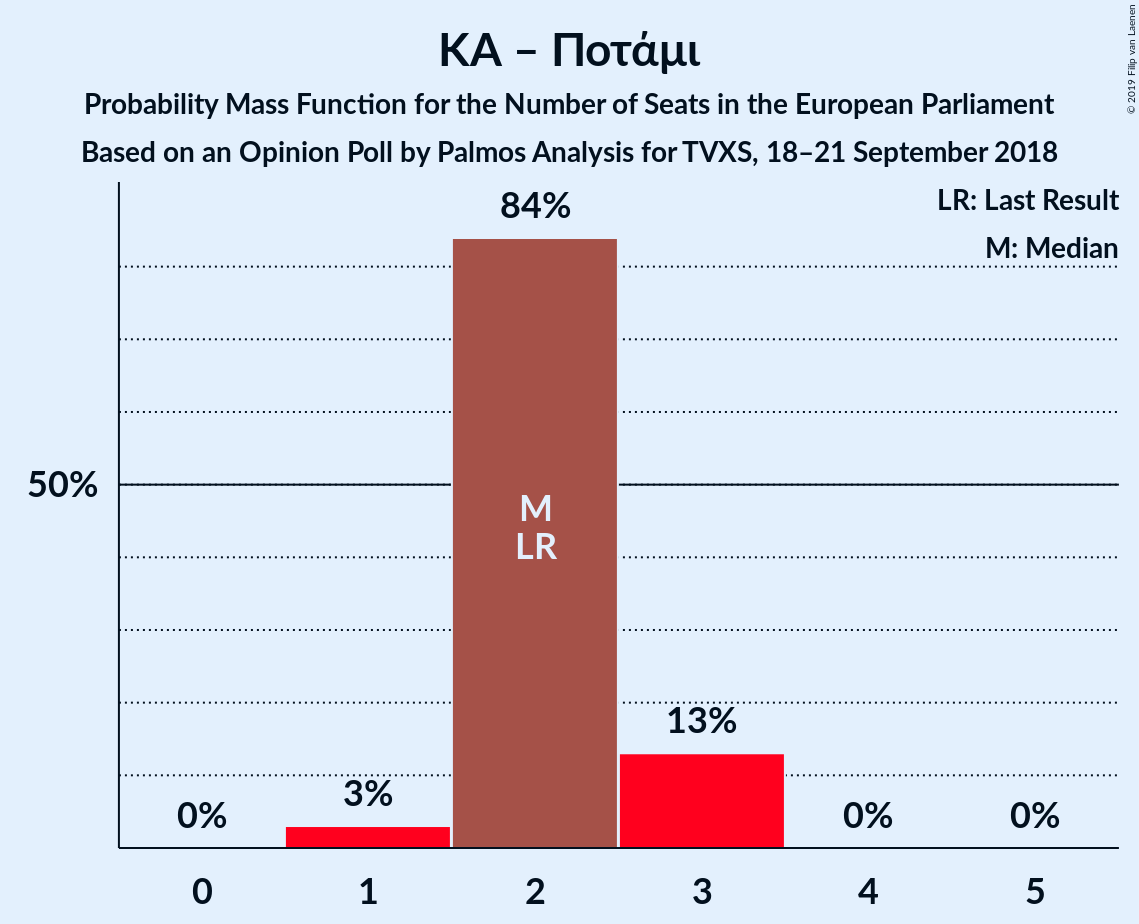 ΚΑ – Ποτάμι
Probability Mass Function for the Number of Seats in the European Parliament
Based on an Opinion Poll by Palmos Analysis for TVXS, 18–21 September 2018
© 2019 Filip van Laenen
LR: Last Result
M: Median
84%
50%
M
LR
13%
3%
0%
0%
0%
0
1
2
3
4
5